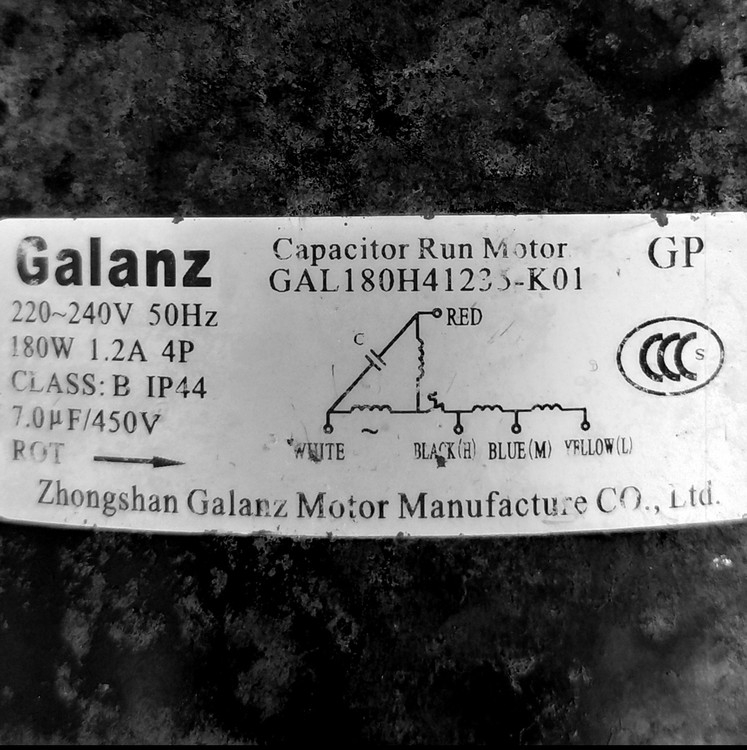 Galanz
Capacitor Run Motor
GP
220~240V 50Hz
180W 1.2A 4P
CLASS: B IP44
7.0μF/450V
ROT
C
RED
S
WHITE
~
BLACK(H)
BLUE(M)
YELLOW(L)
Zhongshan Galanz Motor Manufacture CO., Ltd.